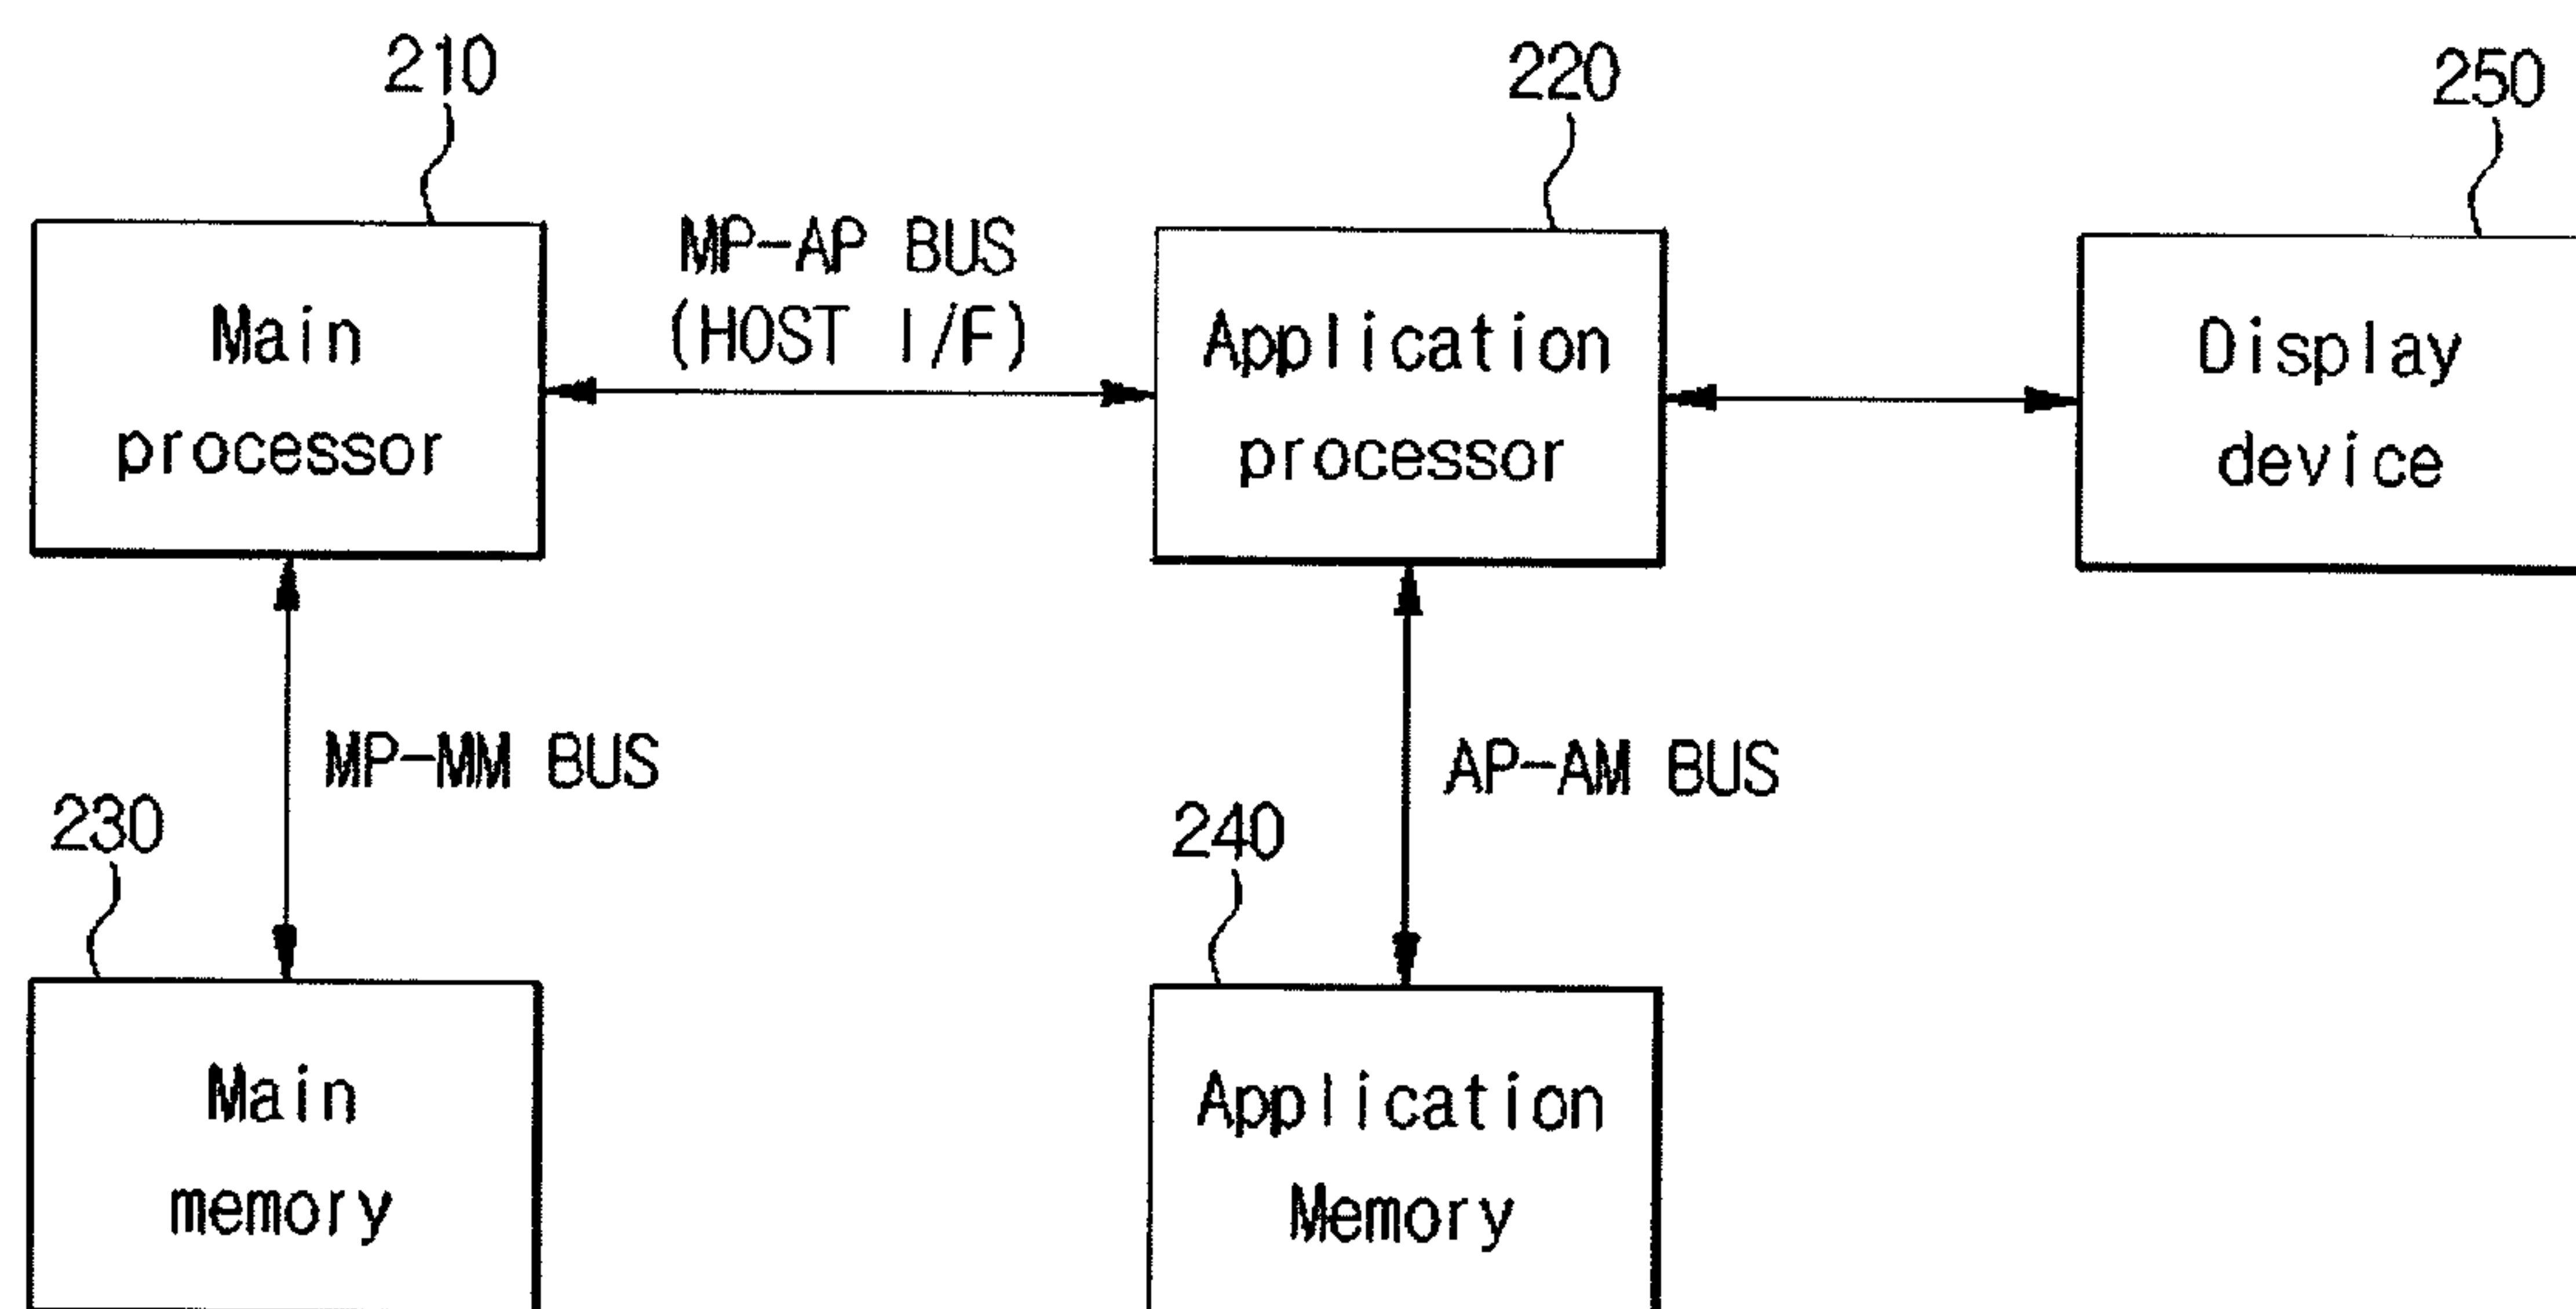 210
220
250
Main
processor
MP-AP BUS
(HOST I/F)
Application
processor
Display
device
MP-MM BUS
AP-AM BUS
230
240
Main
memory
Application
Memory